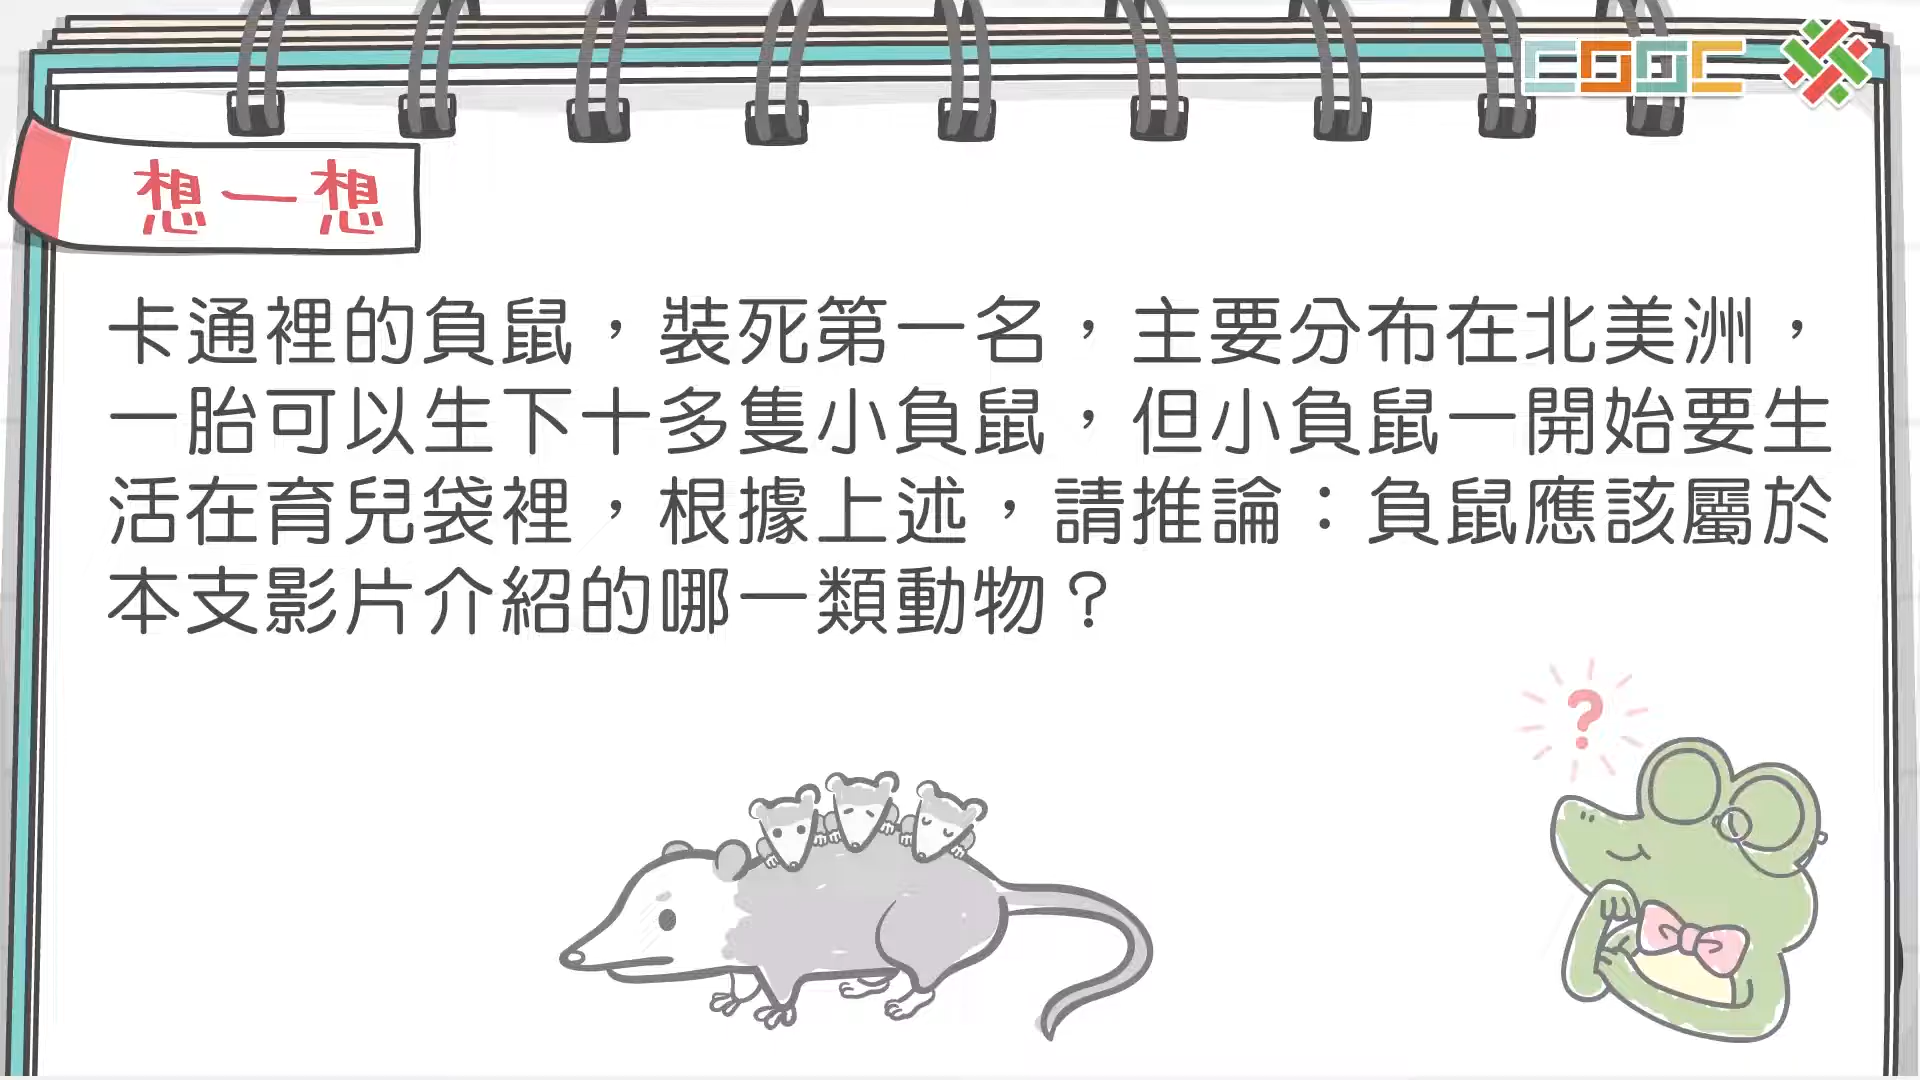 想一想
卡通裡的負鼠，裝死第一名，主要分布在北美洲，
一胎可以生下十多隻小負鼠，但小負鼠一開始要生
活在育兒袋裡，根據上述，請推論：負鼠應該屬於
本支影片介紹的哪一類動物？
?